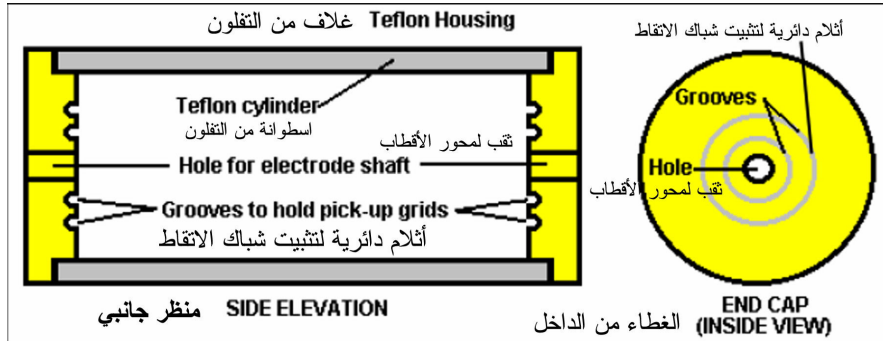 غلاف من التفلون Teflon Housing
أثلام دائرية لتثبيت شباك الاتقاط
Teflon cylinder
اسطوانة من التفلون
Grooves
ثقب لمحور الأقطاب
Hole for electrode shaft
Hole
ثقب لمحور الأقطاب
Grooves to hold pick-up grids
أثلام دائرية لتثبيت شباك الاتقاط
منظر جانبي SIDE ELEVATION
الغطاء من الداخل
END CAP
(INSIDE VIEW)